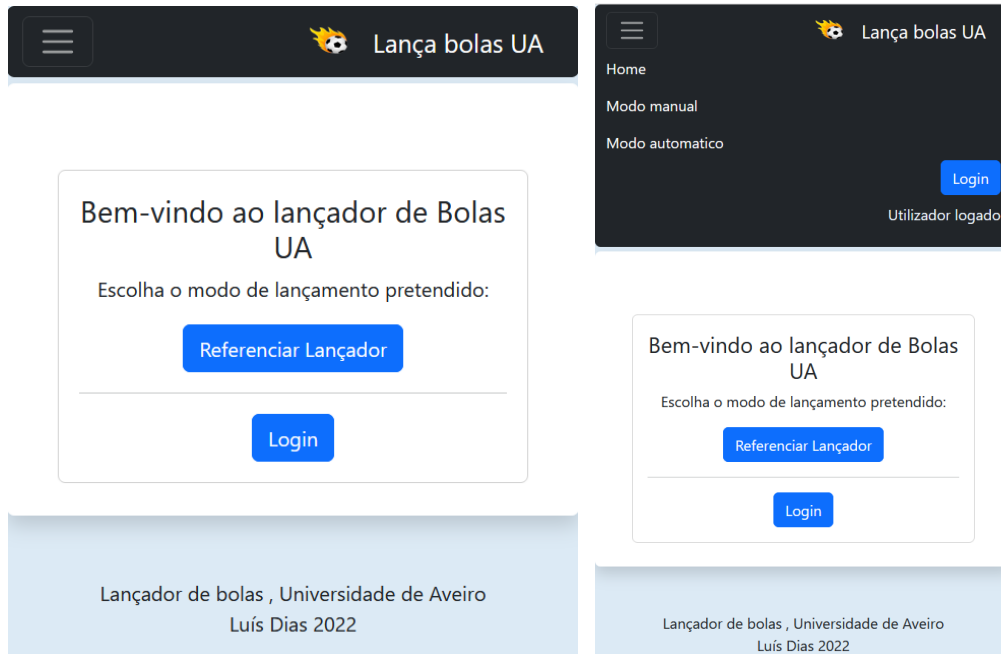 Lança bolas UA
Bem-vindo ao lançador de Bolas
UA
Escolha o modo de lançamento pretendido:
Referenciar Lançador
Login
Lançador de bolas , Universidade de Aveiro
Luís Dias 2022
Lança bolas UA
Home
Modo manual
Modo automatico
Login
Utilizador logado
Bem-vindo ao lançador de Bolas
UA
Escolha o modo de lançamento pretendido:
Referenciar Lançador
Login
Lançador de bolas , Universidade de Aveiro
Luís Dias 2022